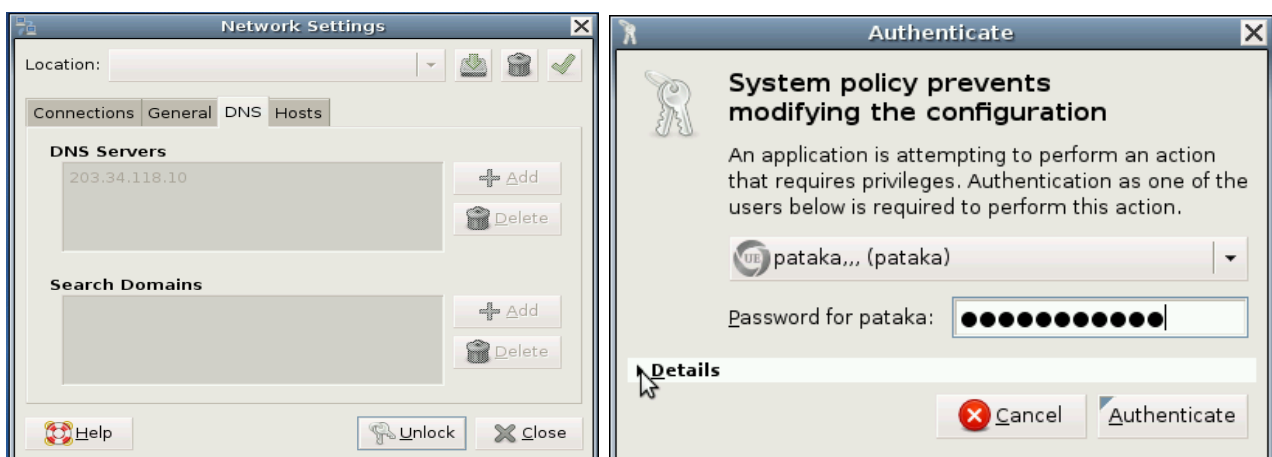 Network Settings
Location:
Connections General DNS Hosts
DNS Servers
203.34.118.10
Add
Delete
Search Domains
Add
Delete
Help
Unlock
Close
Authenticate
System policy prevents
modifying the configuration
An application is attempting to perform an action
that requires privileges. Authentication as one of the
users below is required to perform this action.
UE pataka,,, (pataka)
Password for pataka: ●●●●●●●●●●●
Details
Cancel
Authenticate